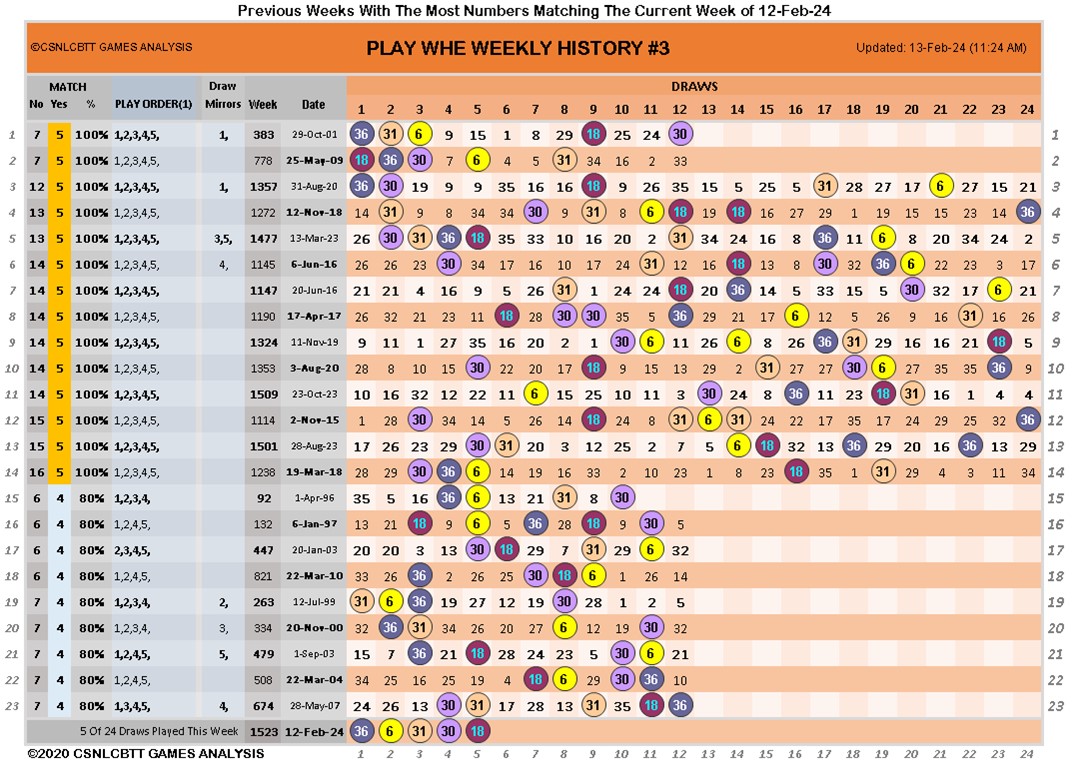 Previous Weeks With The Most Numbers Matching The Current Week of 12-Feb-24
©CSNLCBTT GAMES ANALYSIS PLAY WHE WEEKLY HISTORY #3 Updated: 13-Feb-24 (11:24 AM)
MATCH Draw DRAWS
No Yes % PLAY ORDER(1) Mirrors Week Date 1 2 3 4 5 6 7 8 9 10 11 12 13 14 15 16 17 18 19 20 21 22 23 24
1 7 5 100% 1,2,3,4,5, 1, 383 29-Oct-01 36 31 6 9 15 1 8 29 18 25 24 30 1
2 7 5 100% 1,2,3,4,5, 778 25-May-09 18 36 30 7 6 4 5 31 34 16 2 33 2
3 12 5 100% 1,2,3,4,5, 1, 1357 31-Aug-20 36 30 19 9 9 35 16 16 18 9 26 35 15 5 25 5 31 28 27 17 6 27 15 21 3
4 13 5 100% 1,2,3,4,5, 1272 12-Nov-18 14 31 9 8 34 34 30 9 31 8 6 18 19 18 16 27 29 1 19 15 15 23 14 36 4
5 13 5 100% 1,2,3,4,5, 3,5, 1477 13-Mar-23 26 30 31 36 18 35 33 10 16 20 2 31 34 24 16 8 36 11 6 8 20 34 24 2 5
6 14 5 100% 1,2,3,4,5, 4, 1145 6-Jun-16 26 26 23 30 34 17 16 10 17 24 31 12 16 18 13 8 30 32 36 6 22 23 3 17 6
7 14 5 100% 1,2,3,4,5, 1147 20-Jun-16 21 21 4 16 9 5 26 31 1 24 24 18 20 36 14 5 33 15 5 30 32 17 6 21 7
8 14 5 100% 1,2,3,4,5, 1190 17-Apr-17 26 32 21 23 11 18 28 30 30 35 5 36 29 21 17 6 12 5 26 9 16 31 16 26 8
9 14 5 100% 1,2,3,4,5, 1324 11-Nov-19 9 11 1 27 35 16 20 2 1 30 6 11 26 6 8 26 36 31 29 16 16 21 18 5 9
10 14 5 100% 1,2,3,4,5, 1353 3-Aug-20 28 8 10 15 30 22 20 17 18 9 15 13 29 2 31 27 28 30 6 27 35 35 36 9 10
11 14 5 100% 1,2,3,4,5, 1509 23-Oct-23 10 16 32 12 22 11 6 15 25 10 11 3 30 24 8 36 11 23 18 31 16 1 4 4 11
12 15 5 100% 1,2,3,4,5, 1114 2-Nov-15 1 28 30 34 14 5 26 14 18 24 8 31 6 31 22 22 26 35 17 24 29 25 32 36 12
13 15 5 100% 1,2,3,4,5, 1501 28-Aug-23 17 26 23 29 30 31 20 3 12 25 2 7 5 6 18 32 13 36 29 20 16 36 13 29 13
14 16 5 100% 1,2,3,4,5, 1238 19-Mar-18 28 29 30 36 6 14 19 16 33 2 10 23 1 8 23 18 35 1 31 29 4 3 11 34 14
15 6 4 80% 1,2,3,4, 92 1-Apr-96 35 5 16 36 6 13 21 31 8 30 15
16 6 4 80% 1,2,4,5, 132 6-Jan-97 13 21 18 9 6 5 36 28 18 9 30 5 16
17 6 4 80% 2,3,4,5, 447 20-Jan-03 20 20 3 13 30 18 29 7 31 29 6 32 17
18 6 4 80% 1,2,4,5, 821 22-Mar-10 33 26 36 2 26 25 30 18 6 1 26 14 18
19 7 4 80% 1,2,3,4, 2, 263 12-Jul-99 31 6 36 19 27 12 19 30 28 1 2 5 19
20 7 4 80% 1,2,3,4, 3, 334 20-Nov-00 32 36 31 34 26 20 27 6 12 19 30 32 20
21 7 4 80% 1,2,4,5, 5, 479 1-Sep-03 15 7 36 21 18 28 24 23 5 30 6 21 21
22 7 4 80% 1,2,4,5, 508 22-Mar-04 34 25 16 25 19 4 18 6 29 30 36 10 22
23 7 4 80% 1,3,4,5, 4, 674 28-May-07 24 26 13 30 31 17 28 13 31 35 18 36 23
5 Of 24 Draws Played This Week 1523 12-Feb-24 36 6 31 30 18
©2020 CSNLCBTT GAMES ANALYSIS 1 2 3 4 5 6 7 8 9 10 11 12 13 14 15 16 17 18 19 20 21 22 23 24